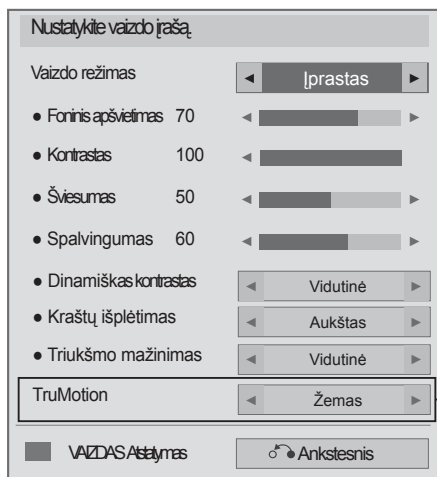 Nustatykite vaizdo įrašą.
Vaizdo režimas ◄ Įprastas ►
● Foninis apšvietimas 70 ◄ ►
● Kontrastas 100 ◄
● Šviesumas 50 ◄ ►
● Spalvingumas 60 ◄ ►
● Dinamiškas kontrastas ◄ Vidutinė ►
● Kraštų išplėtimas ◄ Aukštas ►
● Triukšmo mažinimas ◄ Vidutinė ►
TruMotion ◄ Žemas ►
VAIZDAS Atstatymas Ankstesnis